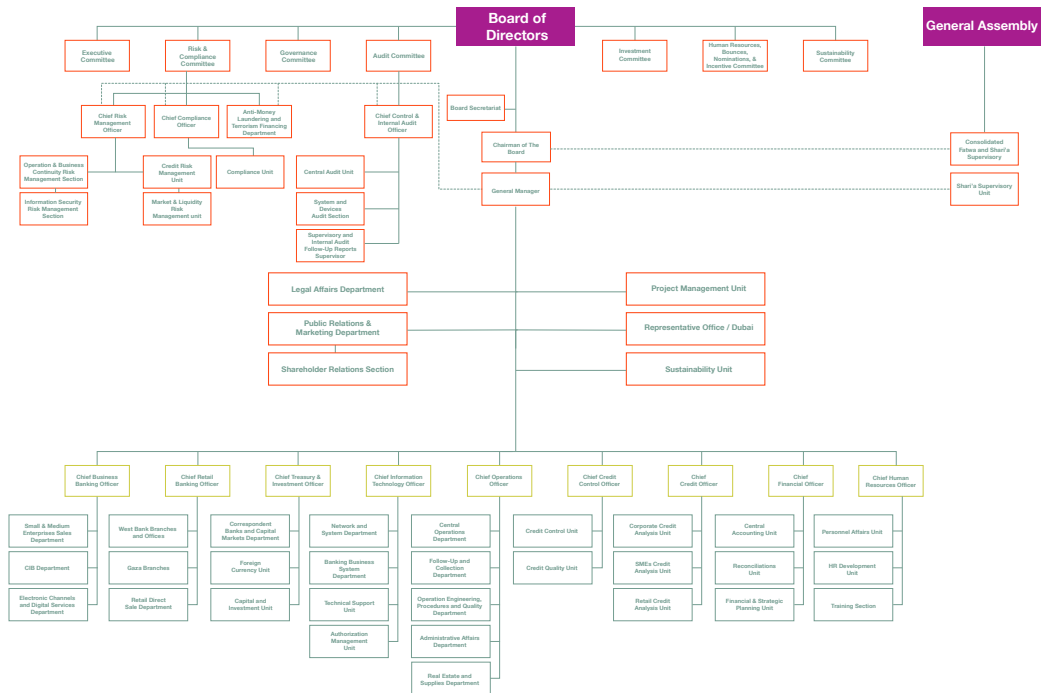 Board of
Directors
General Assembly
Executive
Committee
Risk &
Compliance
Committee
Governance
Committee
Audit Committee
Investment
Committee
Human Resources,
Bounces,
Nominations, &
Incentive Committee
Sustainability
Committee
Chief Risk
Management
Officer
Chief Compliance
Officer
Anti-Money
Laundering and
Terrorism Financing
Department
Chief Control &
Internal Audit
Officer
Board Secretariat
Chairman of The
Board
Consolidated
Fatwa and Shari'a
Supervisory
Operation & Business
Continuity Risk
Management Section
Credit Risk
Management
Unit
Compliance Unit
Central Audit Unit
General Manager
Shari'a Supervisory
Unit
Information Security
Risk Management
Section
Market & Liquidity
Risk
Management unit
System and
Devices
Audit Section
Supervisory and
Internal Audit
Follow-Up Reports
Supervisor
Legal Affairs Department
Project Management Unit
Public Relations &
Marketing Department
Representative Office / Dubai
Shareholder Relations Section
Sustainability Unit
Chief Business
Banking Officer
Chief Retail
Banking Officer
Chief Treasury &
Investment Officer
Chief Information
Technology Officer
Chief Operations
Officer
Chief Credit
Control Officer
Chief
Credit Officer
Chief
Financial Officer
Chief Human
Resources Officer
Small & Medium
Enterprises Sales
Department
West Bank Branches
and Offices
Correspondent
Banks and Capital
Markets Department
Network and
System Department
Central
Operations
Department
Credit Control Unit
Corporate Credit
Analysis Unit
Central
Accounting Unit
Personnel Affairs Unit
CIB Department
Gaza Branches
Foreign
Currency Unit
Banking Business
System
Department
Follow-Up and
Collection
Department
Credit Quality Unit
SMEs Credit
Analysis Unit
Reconciliations
Unit
HR Development
Unit
Electronic Channels
and Digital Services
Department
Retail Direct
Sale Department
Capital and
Investment Unit
Technical Support
Unit
Operation Engineering,
Procedures and Quality
Department
Retail Credit
Analysis Unit
Financial & Strategic
Planning Unit
Training Section
Authorization
Management
Unit
Administrative Affairs
Department
Real Estate and
Supplies Department